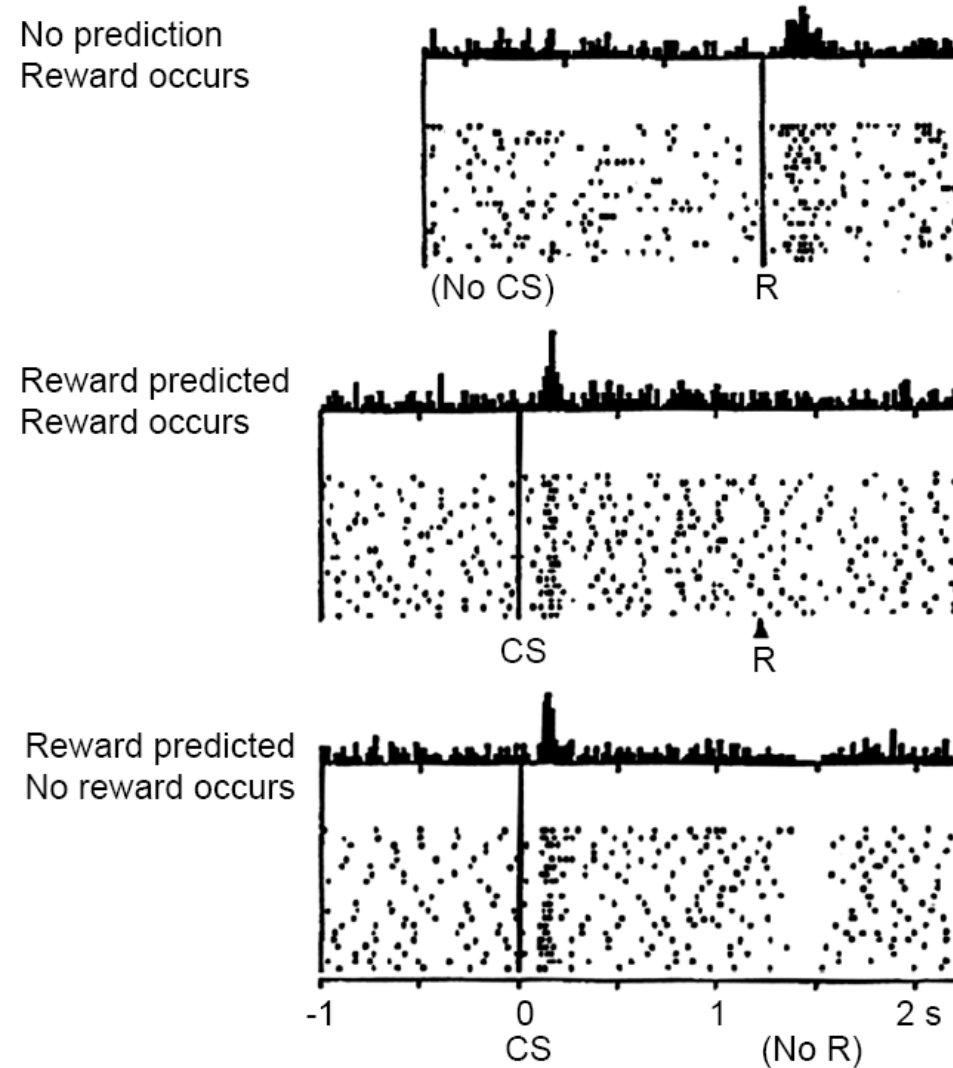 No prediction
Reward occurs
(No CS)
R
Reward predicted
Reward occurs
CS
R
Reward predicted
No reward occurs
-1
0
1
2 s
CS
(No R)